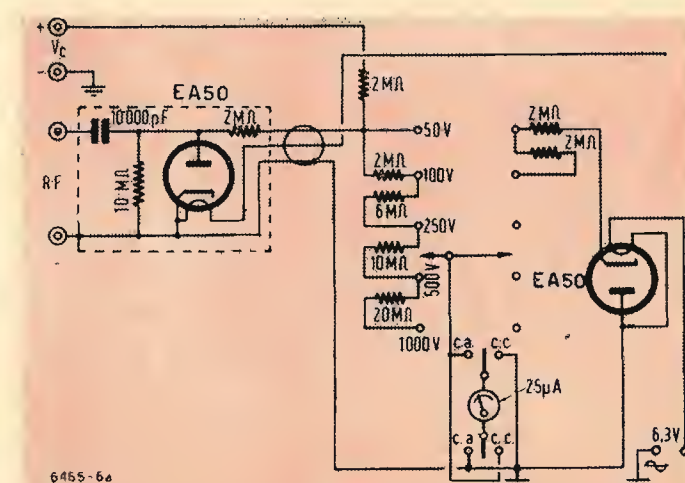 +
Vc
-
EA50
10000pF
2MΩ
2MΩ
50V
2MΩ
2MΩ
R·F
10 MΩ
2MΩ
100V
6MΩ
250V
10MΩ
500V
EA50
20MΩ
1000V
c.a.
c.c.
25μA
c.a
c.c.
6,3V
6465-6a